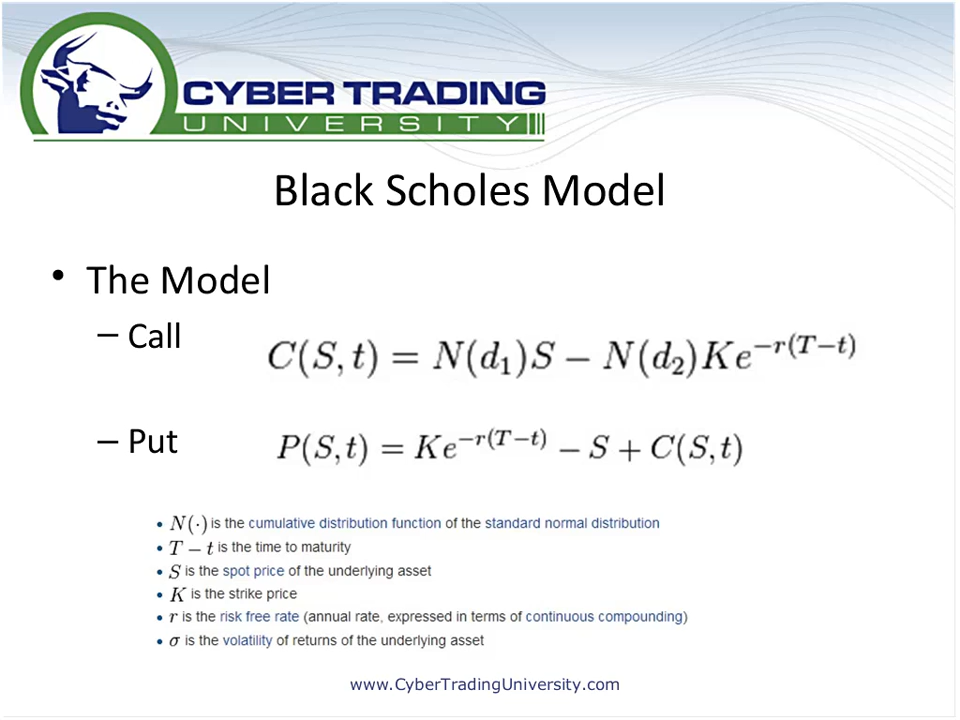 CYBER TRADING
UNIVERSITY
Black Scholes Model
• The Model
– Call
C(S, t) = N(d₁)S − N(d₂)Ke^{−r(T−t)}
– Put
P(S, t) = Ke^{−r(T−t)} − S + C(S, t)
• N(·) is the cumulative distribution function of the standard normal distribution
• T − t is the time to maturity
• S is the spot price of the underlying asset
• K is the strike price
• r is the risk free rate (annual rate, expressed in terms of continuous compounding)
• σ is the volatility of returns of the underlying asset
www.CyberTradingUniversity.com